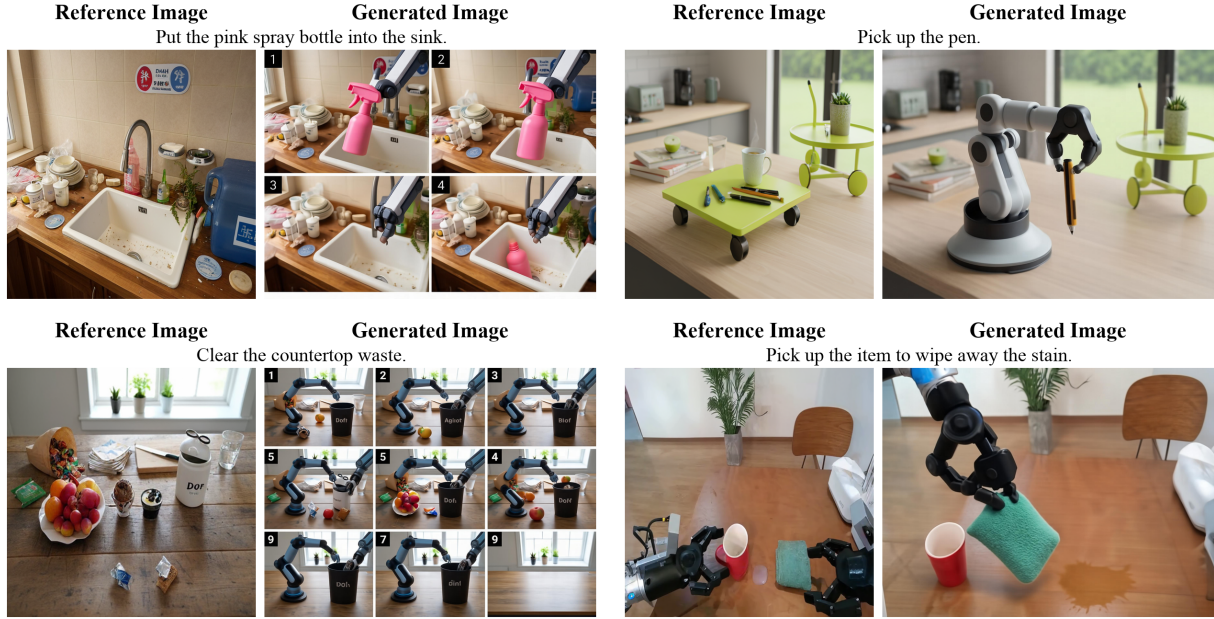 Reference Image
Generated Image
Put the pink spray bottle into the sink.
1
2
3
4
Reference Image
Generated Image
Pick up the pen.
Reference Image
Generated Image
Clear the countertop waste.
Dor
1
2
3
5
5
4
9
7
9
Reference Image
Generated Image
Pick up the item to wipe away the stain.